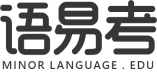 语易考
MINOR LANGUAGE . EDU